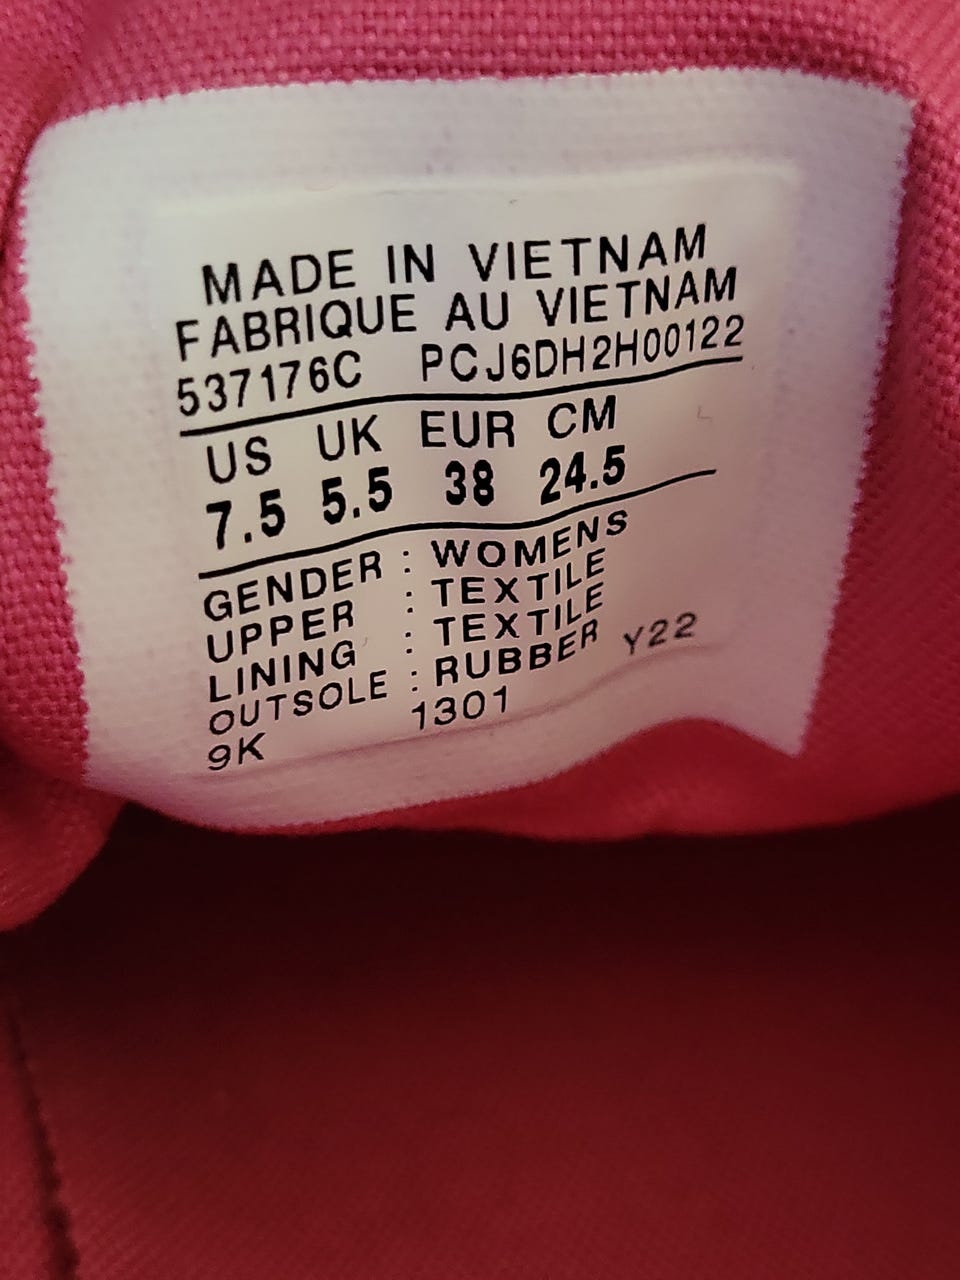 MADE IN VIETNAM
FABRIQUE AU VIETNAM
537176C PCJ6DH2H00122
US UK EUR CM
7.5 5.5 38 24.5
GENDER : WOMENS
UPPER : TEXTILE
LINING : TEXTILE
OUTSOLE : RUBBER Y22
9K 1301